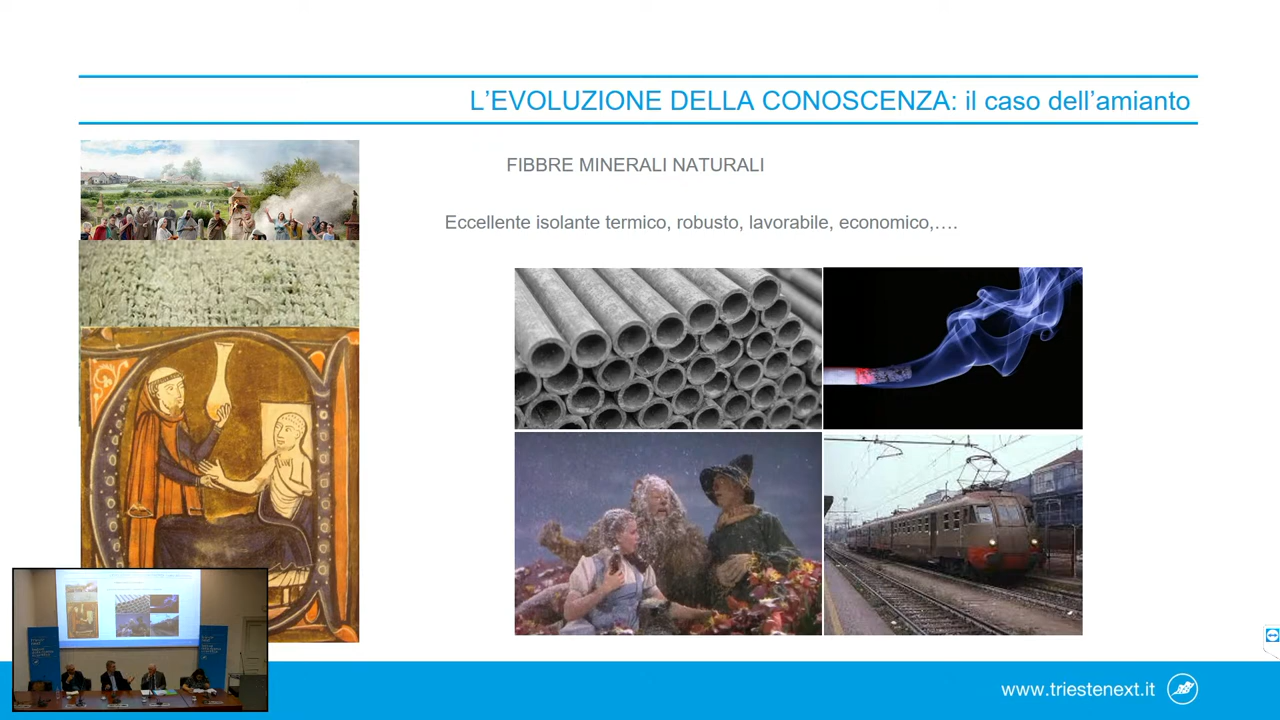 L'EVOLUZIONE DELLA CONOSCENZA: il caso dell'amianto
FIBBRE MINERALI NATURALI
Eccellente isolante termico, robusto, lavorabile, economico,....
www.triestenext.it